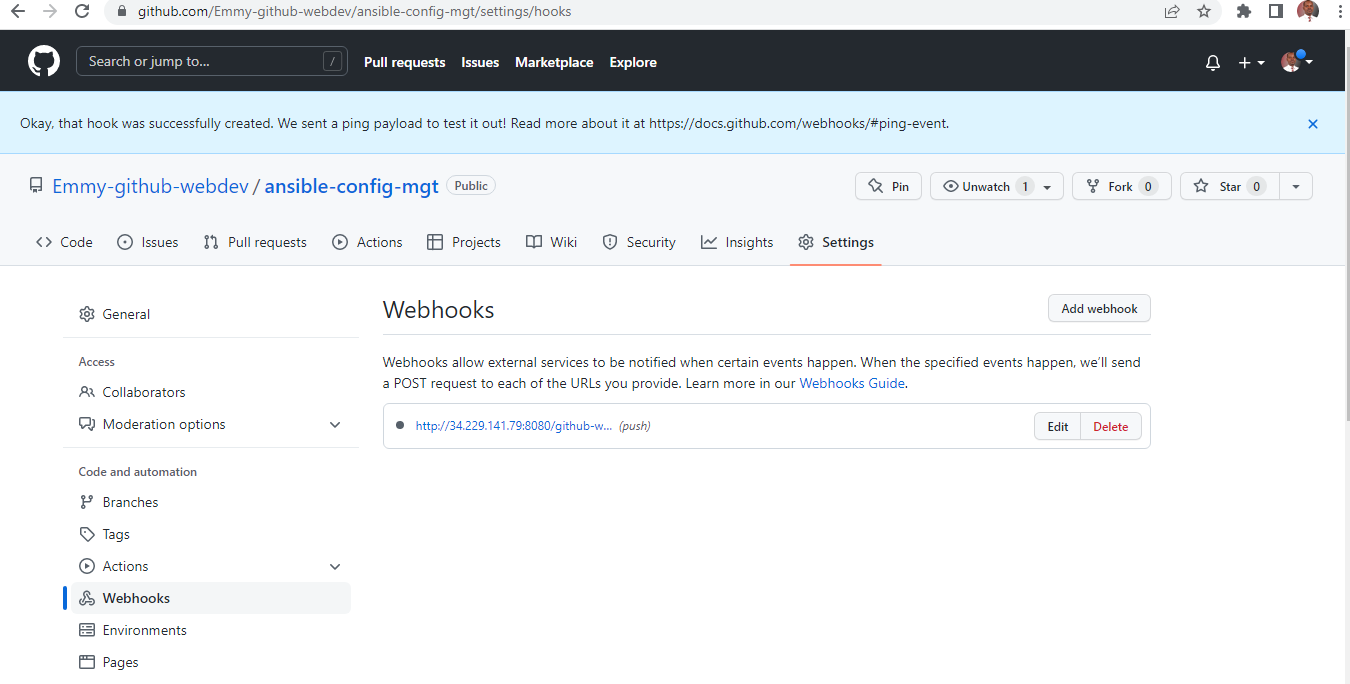 github.com/Emmy-github-webdev/ansible-config-mgt/settings/hooks
Search or jump to... /
Pull requests Issues Marketplace Explore
Okay, that hook was successfully created. We sent a ping payload to test it out! Read more about it at https://docs.github.com/webhooks/#ping-event.
Emmy-github-webdev / ansible-config-mgt Public
Pin Unwatch 1 Fork 0 Star 0
Code Issues Pull requests Actions Projects Wiki Security Insights Settings
General
Access
Collaborators
Moderation options
Code and automation
Branches
Tags
Actions
Webhooks
Environments
Pages
Webhooks
Add webhook
Webhooks allow external services to be notified when certain events happen. When the specified events happen, we’ll send
a POST request to each of the URLs you provide. Learn more in our Webhooks Guide.
http://34.229.141.79:8080/github-w... (push) Edit Delete